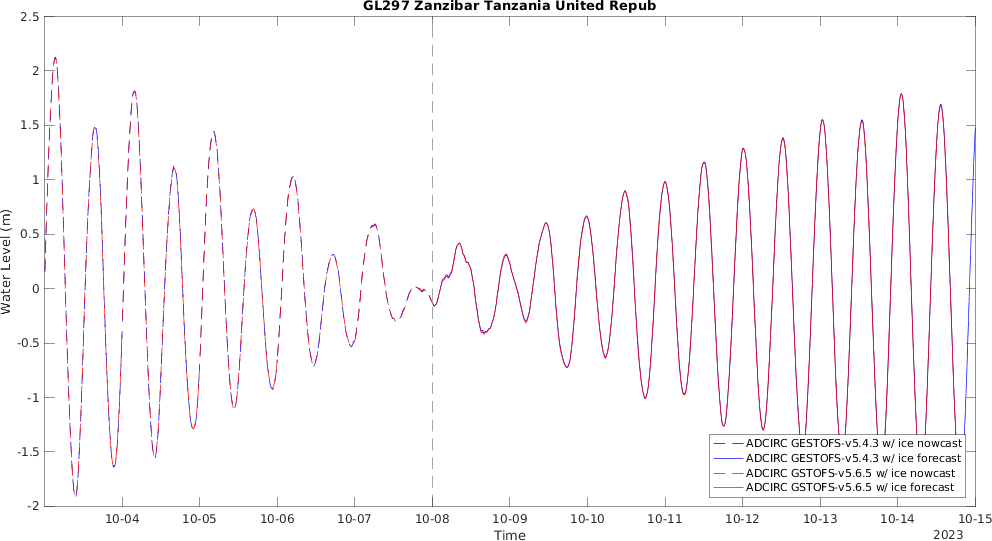 GL297 Zanzibar Tanzania United Repub
2.5
2
1.5
1
0.5
0
-0.5
-1
-1.5
-2
Water Level (m)
10-04 10-05 10-06 10-07 10-08 10-09 10-10 10-11 10-12 10-13 10-14 10-15
Time
2023
ADCIRC GESTOFS-v5.4.3 w/ ice nowcast
ADCIRC GESTOFS-v5.4.3 w/ ice forecast
ADCIRC GSTOFS-v5.6.5 w/ ice nowcast
ADCIRC GSTOFS-v5.6.5 w/ ice forecast